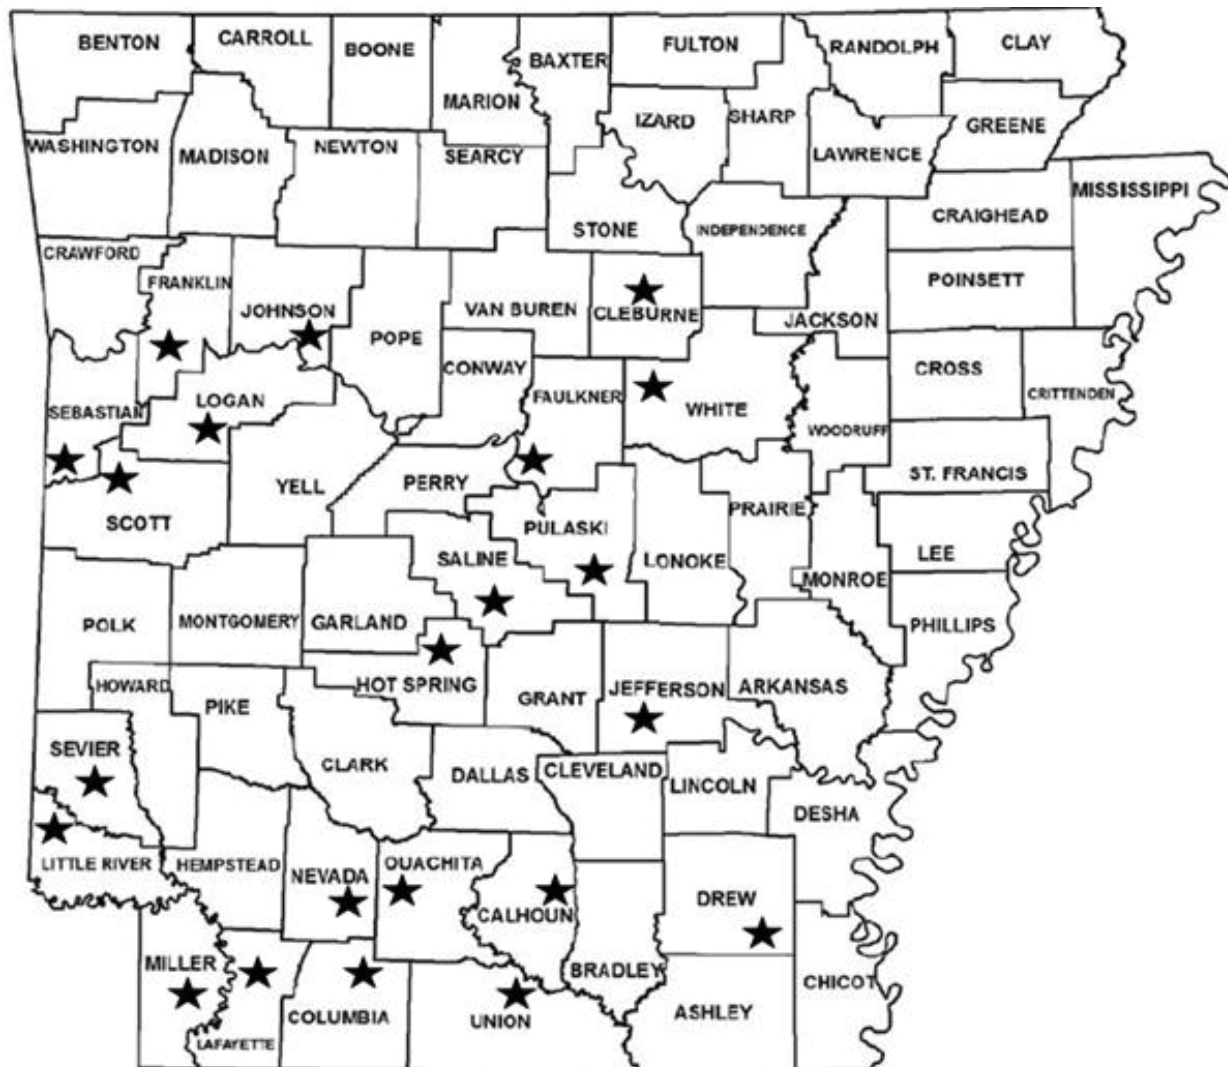 BENTON
CARROLL
BOONE
MARION
BAXTER
FULTON
RANDOLPH
CLAY
IZARD
SHARP
GREENE
LAWRENCE
WASHINGTON
MADISON
NEWTON
SEARCY
STONE
INDEPENDENCE
CRAIGHEAD
MISSISSIPPI
CRAWFORD
FRANKLIN
JOHNSON
POPE
VAN BUREN
CLEBURNE
JACKSON
POINSETT
CONWAY
FAULKNER
WHITE
CROSS
CRITTENDEN
SEBASTIAN
LOGAN
WOODRUFF
ST. FRANCIS
YELL
PERRY
SCOTT
PULASKI
PRAIRIE
SALINE
LONOKE
LEE
MONROE
POLK
MONTGOMERY
GARLAND
PHILLIPS
HOWARD
PIKE
HOT SPRING
GRANT
JEFFERSON
ARKANSAS
SEVIER
CLARK
DALLAS
CLEVELAND
LINCOLN
DESHA
LITTLE RIVER
HEMPSTEAD
NEVADA
OUACHITA
CALHOUN
DREW
MILLER
BRADLEY
CHICOT
LAFAYETTE
COLUMBIA
UNION
ASHLEY